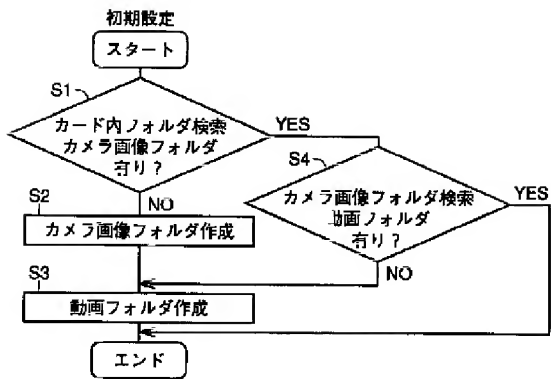 初期設定
スタート
S1
カード内フォルダ検索
カメラ画像フォルダ
有り？
YES
S4
カメラ画像フォルダ検索
動画フォルダ
有り？
YES
NO
S2
カメラ画像フォルダ作成
NO
S3
動画フォルダ作成
エンド